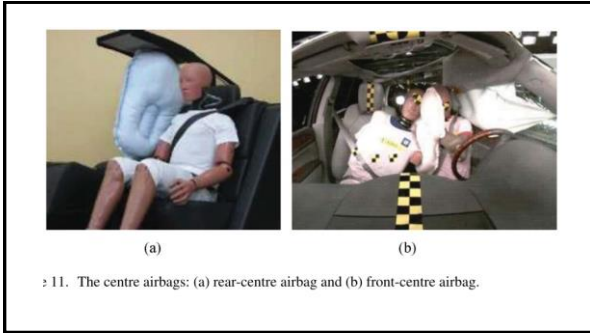 (a) (b)
: 11. The centre airbags: (a) rear-centre airbag and (b) front-centre airbag.